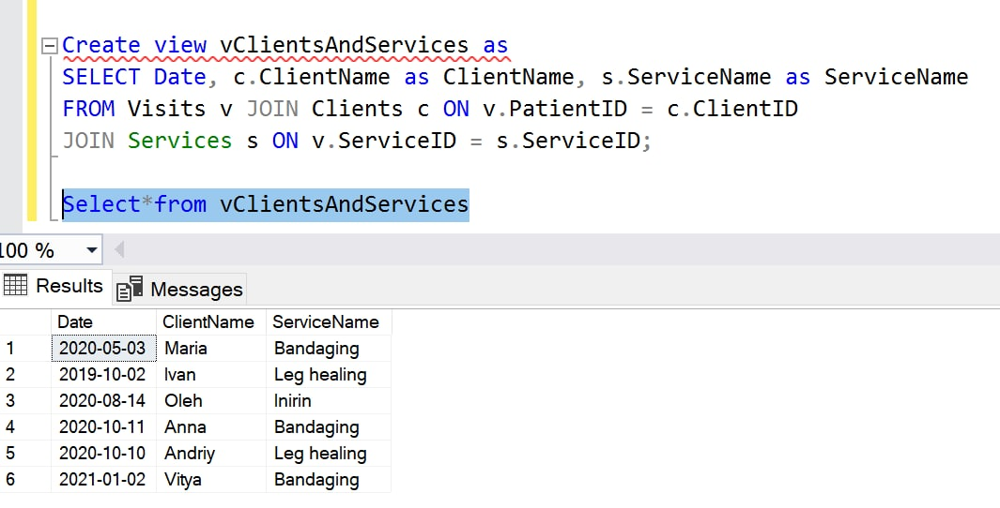 Create view vClientsAndServices as
SELECT Date, c.ClientName as ClientName, s.ServiceName as ServiceName
FROM Visits v JOIN Clients c ON v.PatientID = c.ClientID
JOIN Services s ON v.ServiceID = s.ServiceID;
Select*from vClientsAndServices
100 %
Results Messages
Date ClientName ServiceName
1 2020-05-03 Maria Bandaging
2 2019-10-02 Ivan Leg healing
3 2020-08-14 Oleh Inirin
4 2020-10-11 Anna Bandaging
5 2020-10-10 Andriy Leg healing
6 2021-01-02 Vitya Bandaging